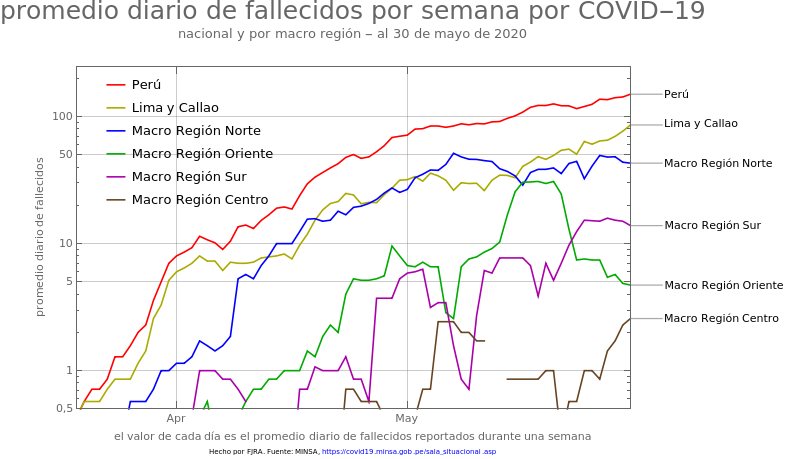 promedio diario de fallecidos por semana por COVID−19
nacional y por macro región − al 30 de mayo de 2020
promedio diario de fallecidos
100
50
10
5
1
0,5
Apr
May
Perú
Lima y Callao
Macro Región Norte
Macro Región Oriente
Macro Región Sur
Macro Región Centro
Perú
Lima y Callao
Macro Región Norte
Macro Región Sur
Macro Región Oriente
Macro Región Centro
el valor de cada día es el promedio diario de fallecidos reportados durante una semana
Hecho por FJRA. Fuente: MINSA, https://covid19.minsa.gob.pe/sala_situacional .asp